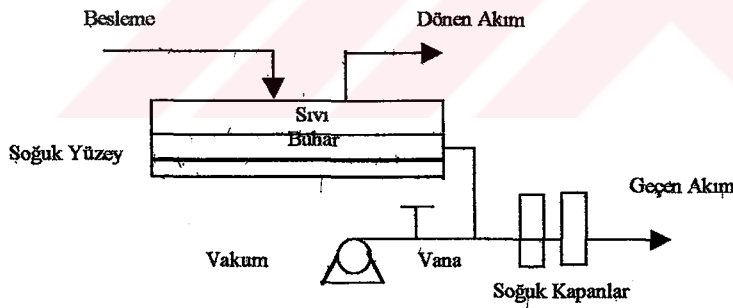 Besleme
Dönen Akım
Sıvı
Buhar
Soğuk Yüzey
Geçen Akım
Vakum
Vana
Soğuk Kapanlar